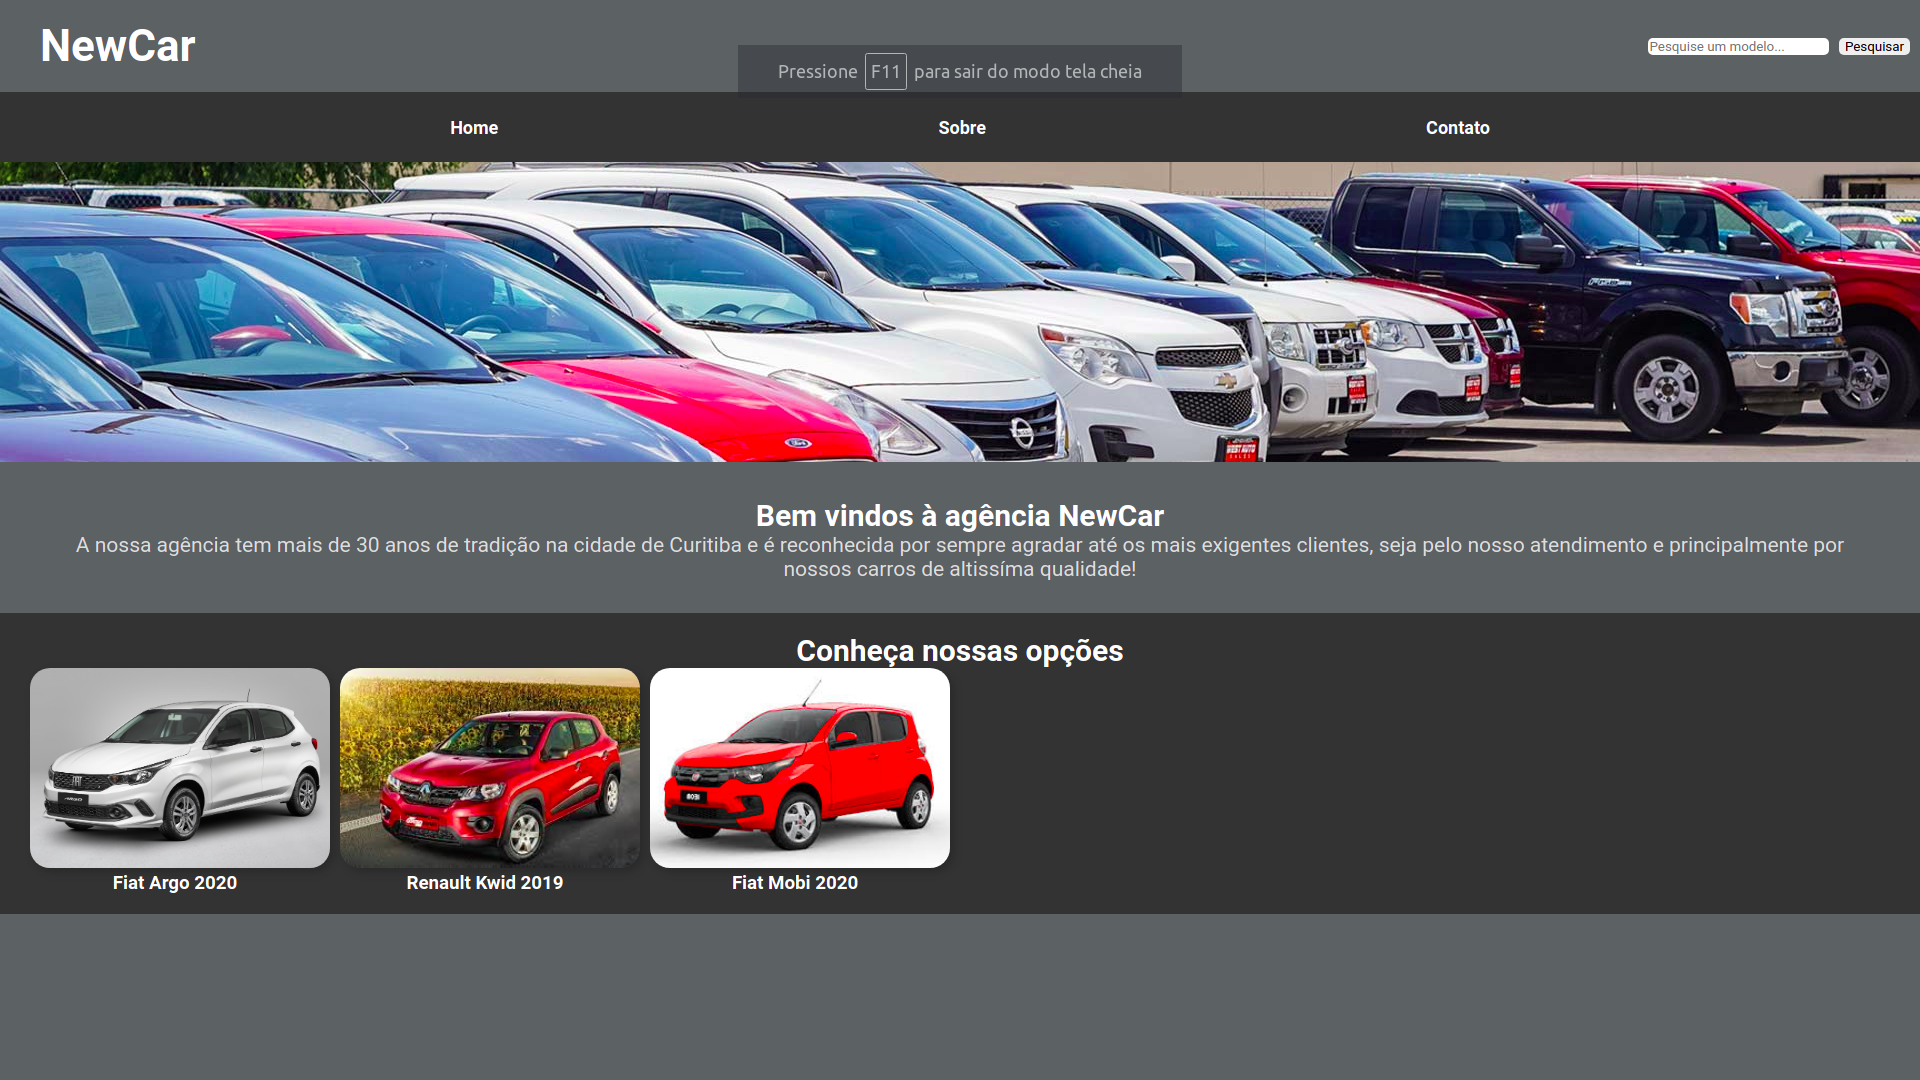 NewCar
Pesquise um modelo... Pesquisar
Pressione F11 para sair do modo tela cheia
Home Sobre Contato
Bem vindos à agência NewCar
A nossa agência tem mais de 30 anos de tradição na cidade de Curitiba e é reconhecida por sempre agradar até os mais exigentes clientes, seja pelo nosso atendimento e principalmente por
nossos carros de altissíma qualidade!
Conheça nossas opções
Fiat Argo 2020 Renault Kwid 2019 Fiat Mobi 2020